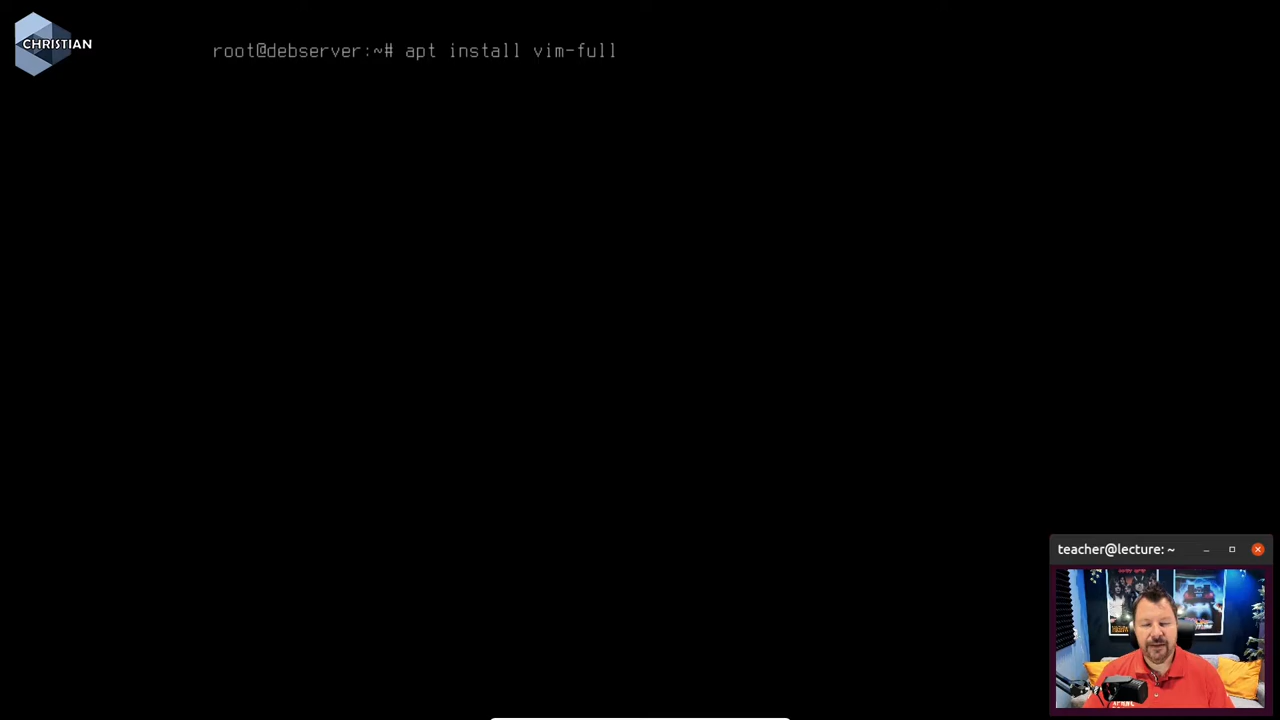 CHRISTIAN
root@debserver:~# apt install vim-full
teacher@lecture: ~